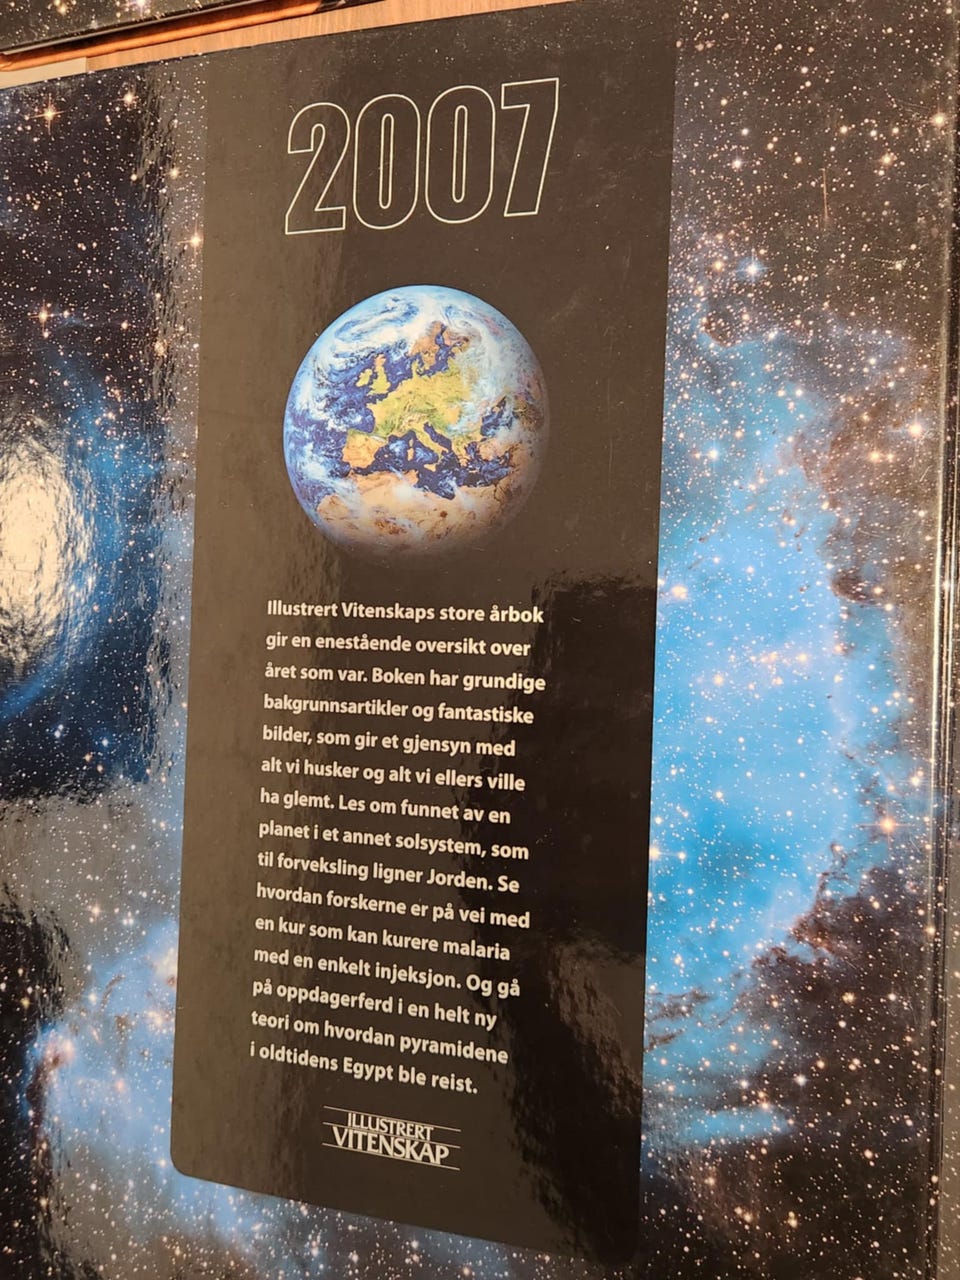 2007
Illustrert Vitenskaps store årbok
gir en enestående oversikt over
året som var. Boken har grundige
bakgrunnsartikler og fantastiske
bilder, som gir et gjensyn med
alt vi husker og alt vi ellers ville
ha glemt. Les om funnet av en
planet i et annet solsystem, som
til forveksling ligner Jorden. Se
hvordan forskerne er på vei med
en kur som kan kurere malaria
med en enkelt injeksjon. Og gå
på oppdagerferd i en helt ny
teori om hvordan pyramidene
i oldtidens Egypt ble reist.
ILLUSTRERT
VITENSKAP